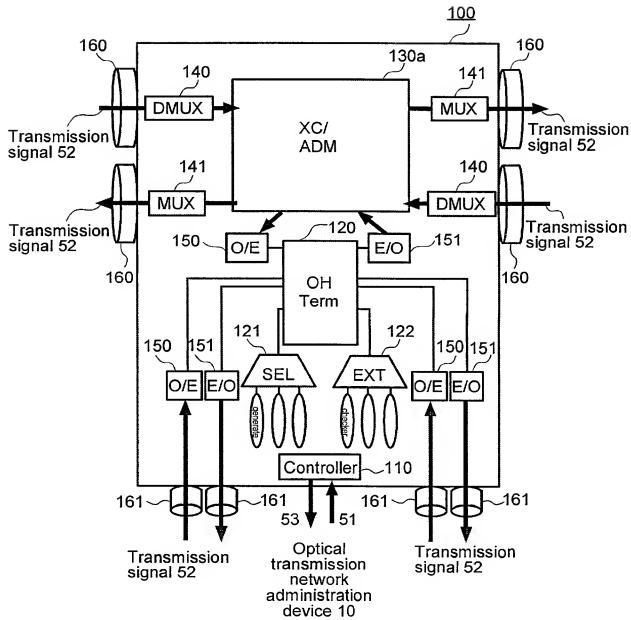 100
160
140
130a
141
160
DMUX
MUX
XC/
ADM
Transmission
signal 52
Transmission
signal 52
141
140
MUX
DMUX
Transmission
signal 52
160
150
O/E
120
E/O
151
160
Transmission
signal 52
OH
Term
150
151
121
122
150
151
O/E
E/O
SEL
EXT
O/E
E/O
generate
checker
Controller
110
161
161
53
51
161
161
Transmission
signal 52
Optical
transmission
network
administration
device 10
Transmission
signal 52